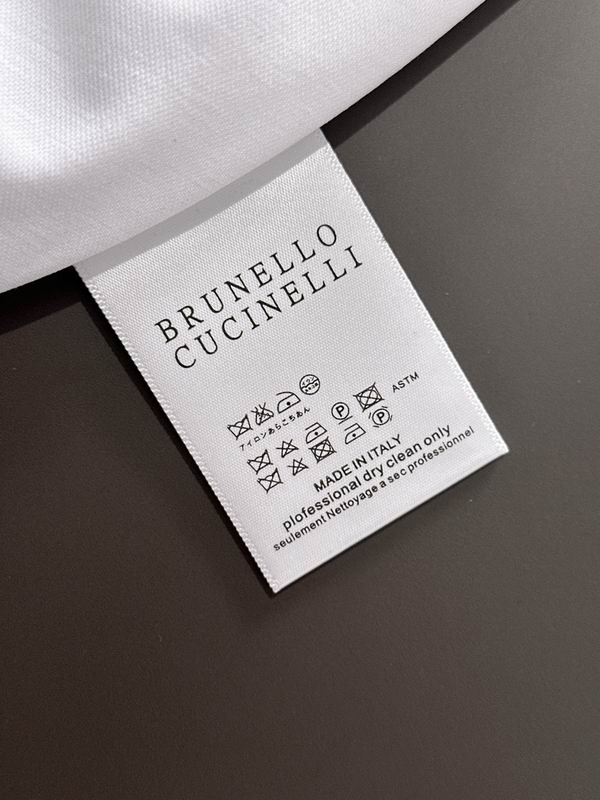 BRUNELLO
CUCINELLI
アイロンあらこちあん
ASTM
P
P
MADE IN ITALY
plofessional dry clean only
seulement Nettoyage a sec professionnel